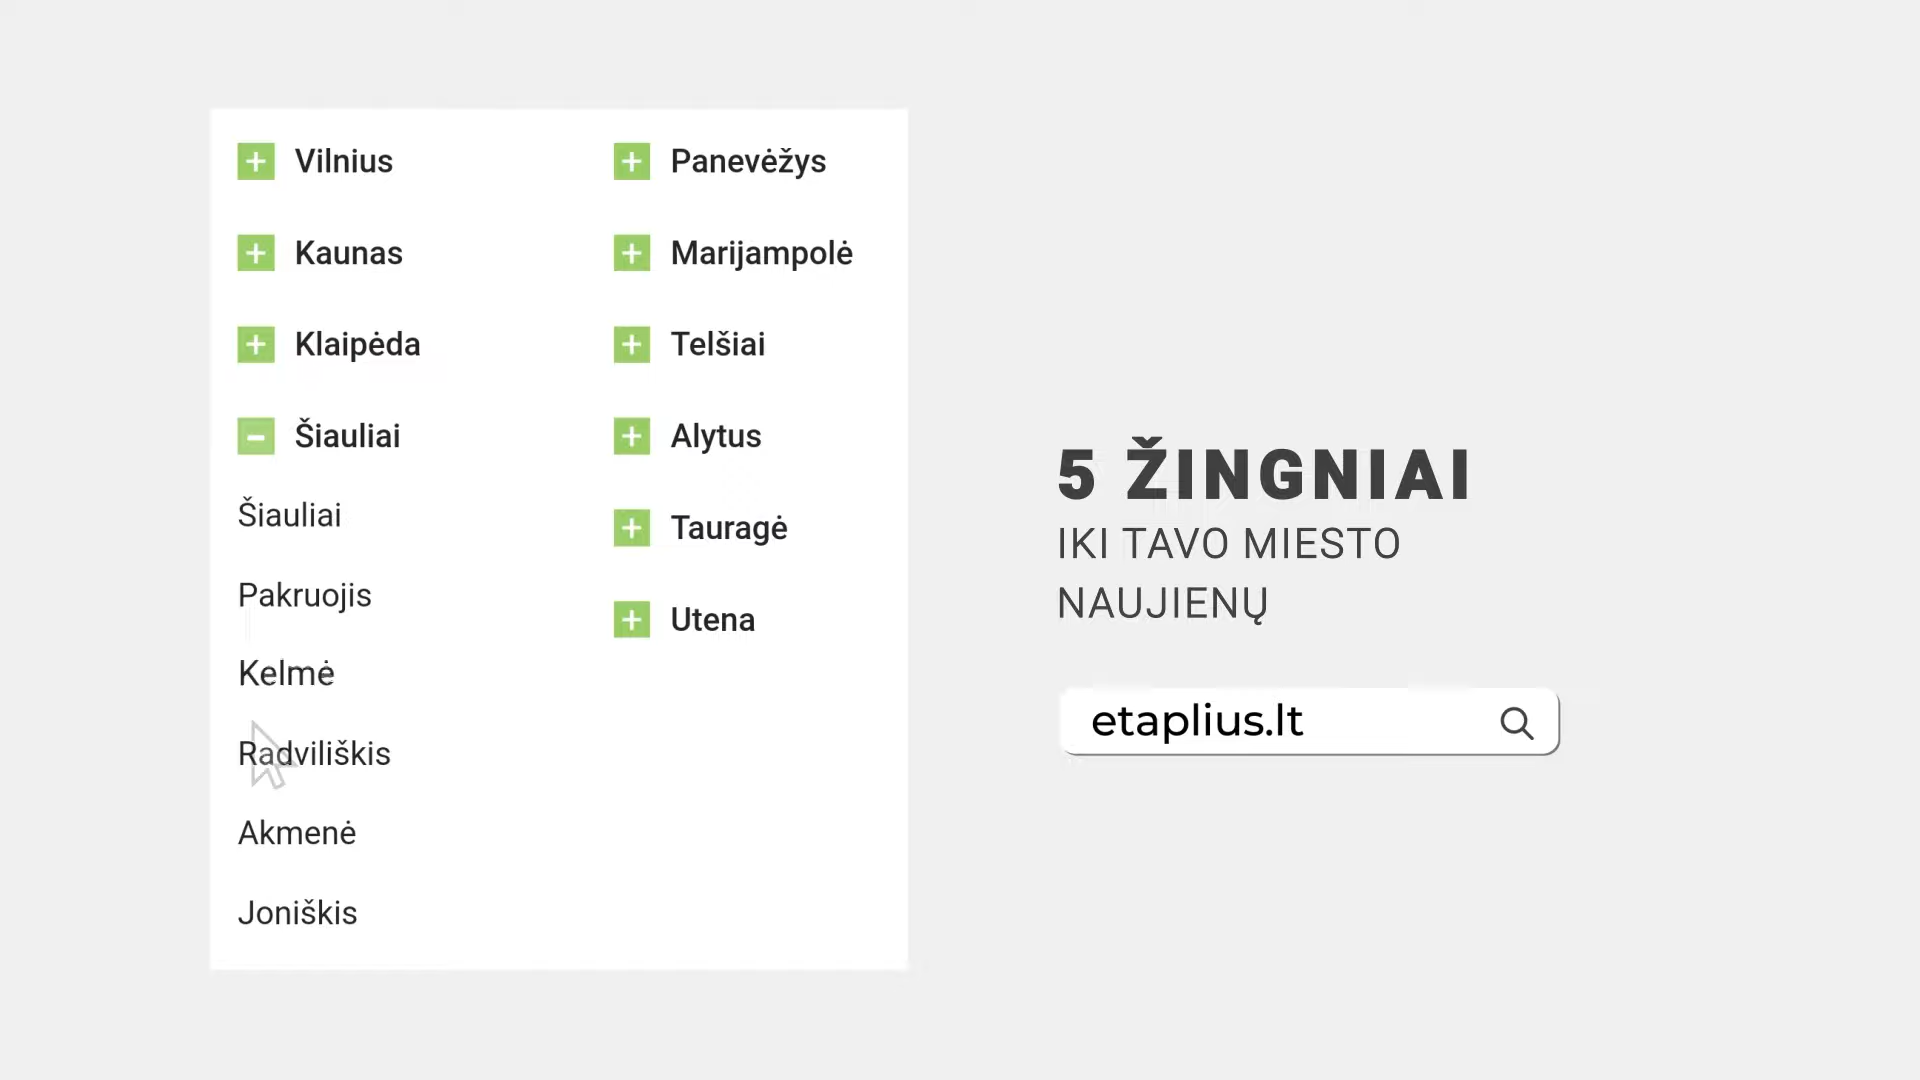 Vilnius
Kaunas
Klaipėda
Šiauliai
Šiauliai
Pakruojis
Kelmė
Radviliškis
Akmenė
Joniškis
Panevėžys
Marijampolė
Telšiai
Alytus
Tauragė
Utena
5 ŽINGNIAI
IKI TAVO MIESTO
NAUJIENŲ
etaplius.lt